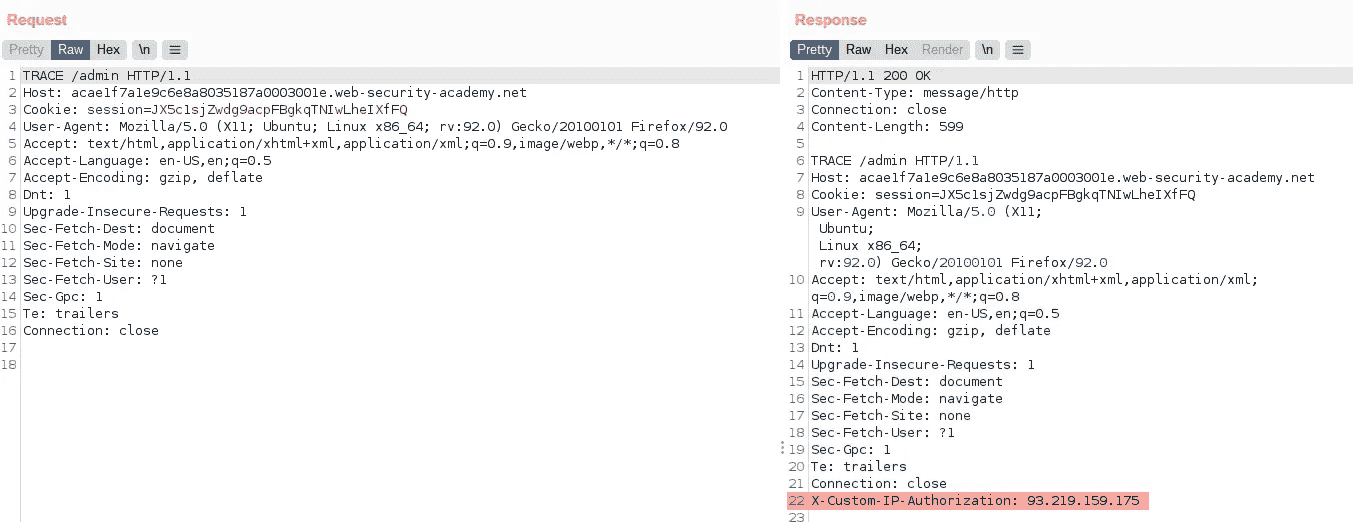 Request
Pretty Raw Hex \n ≡
1 TRACE /admin HTTP/1.1
2 Host: acae1f7a1e9c6e8a8035187a0003001e.web-security-academy.net
3 Cookie: session=JX5c1sjZwdg9acpFBgkqTNIwLheIXfFQ
4 User-Agent: Mozilla/5.0 (X11; Ubuntu; Linux x86_64; rv:92.0) Gecko/20100101 Firefox/92.0
5 Accept: text/html,application/xhtml+xml,application/xml;q=0.9,image/webp,*/*;q=0.8
6 Accept-Language: en-US,en;q=0.5
7 Accept-Encoding: gzip, deflate
8 Dnt: 1
9 Upgrade-Insecure-Requests: 1
10 Sec-Fetch-Dest: document
11 Sec-Fetch-Mode: navigate
12 Sec-Fetch-Site: none
13 Sec-Fetch-User: ?1
14 Sec-Gpc: 1
15 Te: trailers
16 Connection: close
17
18
Response
Pretty Raw Hex Render \n ≡
1 HTTP/1.1 200 OK
2 Content-Type: message/http
3 Connection: close
4 Content-Length: 599
5
6 TRACE /admin HTTP/1.1
7 Host: acae1f7a1e9c6e8a8035187a0003001e.web-security-academy.net
8 Cookie: session=JX5c1sjZwdg9acpFBgkqTNIwLheIXfFQ
9 User-Agent: Mozilla/5.0 (X11;
Ubuntu;
Linux x86_64;
rv:92.0) Gecko/20100101 Firefox/92.0
10 Accept: text/html,application/xhtml+xml,application/xml;
q=0.9,image/webp,*/*;q=0.8
11 Accept-Language: en-US,en;q=0.5
12 Accept-Encoding: gzip, deflate
13 Dnt: 1
14 Upgrade-Insecure-Requests: 1
15 Sec-Fetch-Dest: document
16 Sec-Fetch-Mode: navigate
17 Sec-Fetch-Site: none
18 Sec-Fetch-User: ?1
19 Sec-Gpc: 1
20 Te: trailers
21 Connection: close
22 X-Custom-IP-Authorization: 93.219.159.175
23